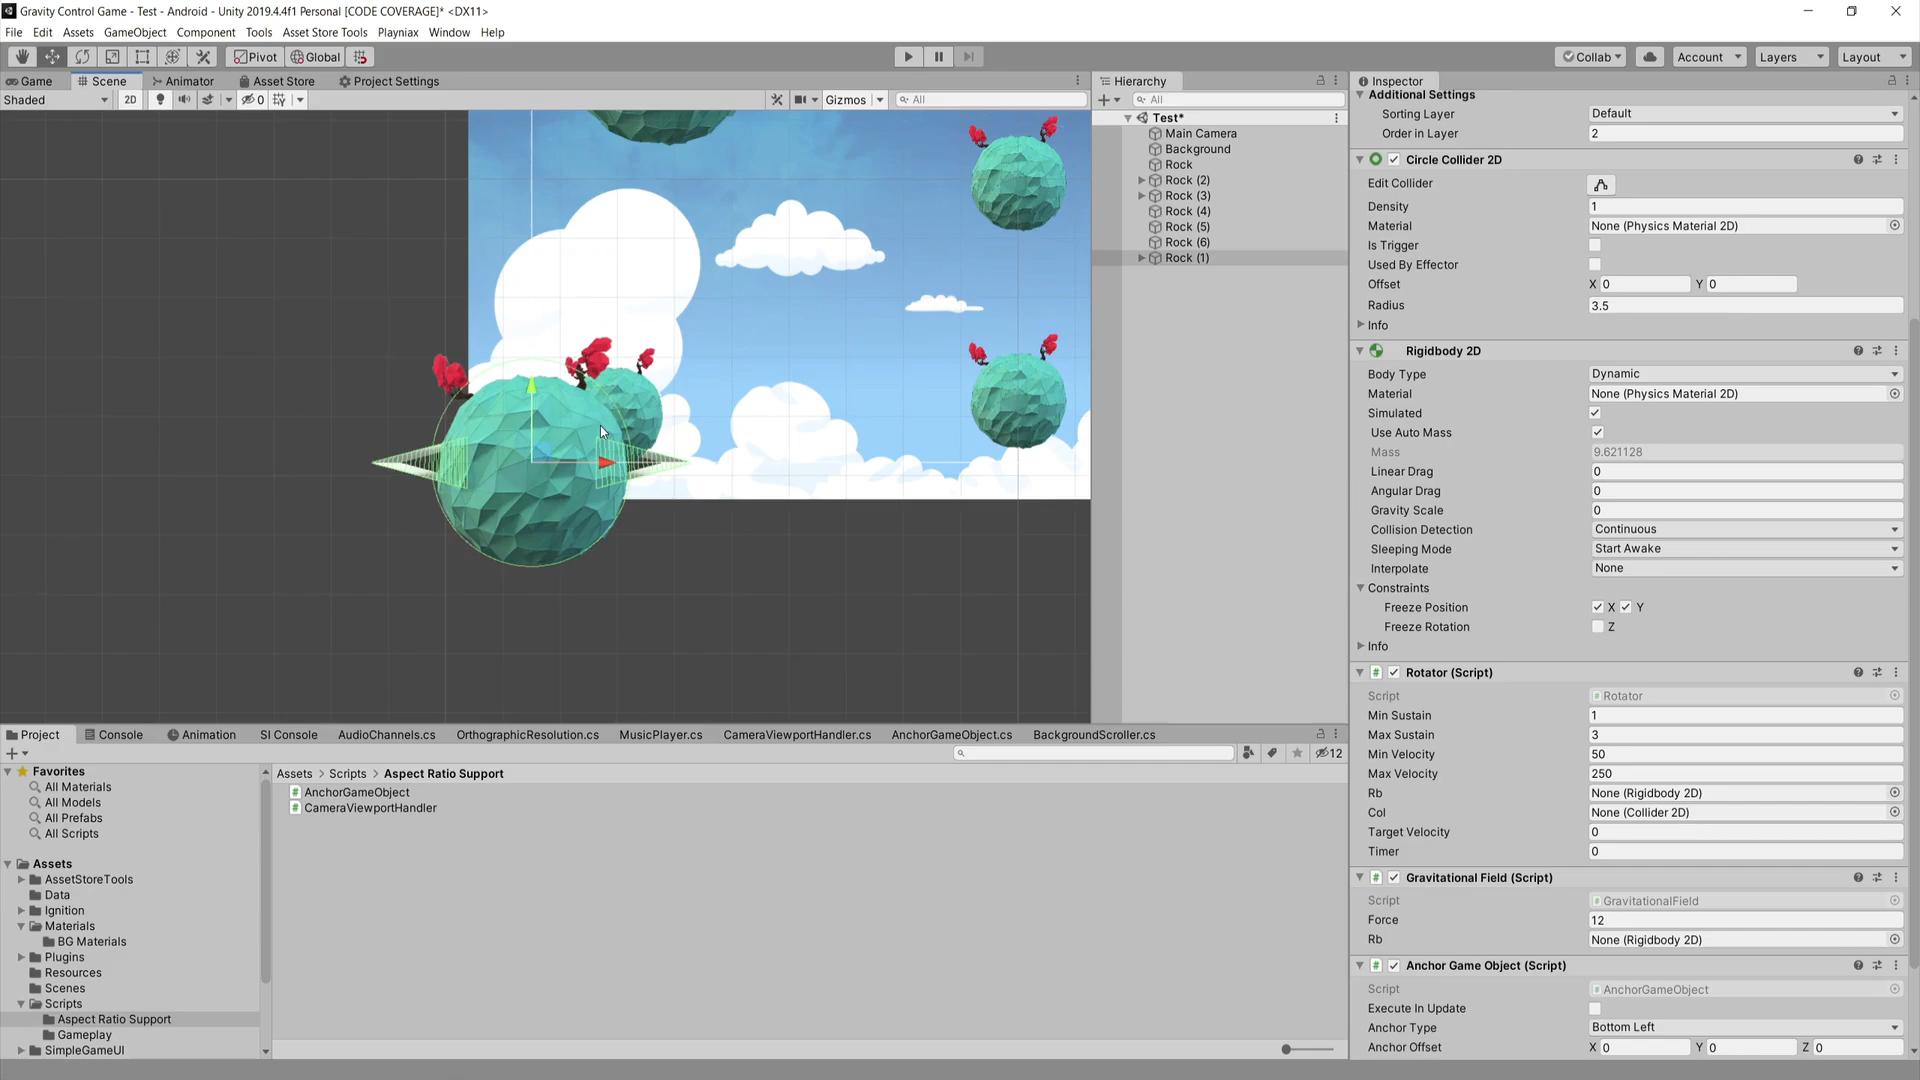 Gravity Control Game - Test - Android - Unity 2019.4.4f1 Personal [CODE COVERAGE]* <DX11>
File Edit Assets GameObject Component Tools Asset Store Tools Playniax Window Help
Pivot Global Collab Account Layers Layout
Game Scene Animator Asset Store Project Settings
Shaded 2D 0 Gizmos All
Hierarchy
All
Test*
Main Camera
Background
Rock
Rock (2)
Rock (3)
Rock (4)
Rock (5)
Rock (6)
Rock (1)
Inspector
Additional Settings
Sorting Layer Default
Order in Layer 2
Circle Collider 2D
Edit Collider
Density 1
Material None (Physics Material 2D)
Is Trigger
Used By Effector
Offset X 0 Y 0
Radius 3.5
Info
Rigidbody 2D
Body Type Dynamic
Material None (Physics Material 2D)
Simulated
Use Auto Mass
Mass 9.621128
Linear Drag 0
Angular Drag 0
Gravity Scale 0
Collision Detection Continuous
Sleeping Mode Start Awake
Interpolate None
Constraints
Freeze Position X Y
Freeze Rotation Z
Info
Rotator (Script)
Script Rotator
Min Sustain 1
Max Sustain 3
Min Velocity 50
Max Velocity 250
Rb None (Rigidbody 2D)
Col None (Collider 2D)
Target Velocity 0
Timer 0
Gravitational Field (Script)
Script GravitationalField
Force 12
Rb None (Rigidbody 2D)
Anchor Game Object (Script)
Script AnchorGameObject
Execute In Update
Anchor Type Bottom Left
Anchor Offset X 0 Y 0 Z 0
Project Console Animation SI Console AudioChannels.cs OrthographicResolution.cs MusicPlayer.cs CameraViewportHandler.cs AnchorGameObject.cs BackgroundScroller.cs
12
Favorites
All Materials
All Models
All Prefabs
All Scripts
Assets
AssetStoreTools
Data
Ignition
Materials
BG Materials
Plugins
Resources
Scenes
Scripts
Aspect Ratio Support
Gameplay
SimpleGameUI
Assets > Scripts > Aspect Ratio Support
AnchorGameObject
CameraViewportHandler